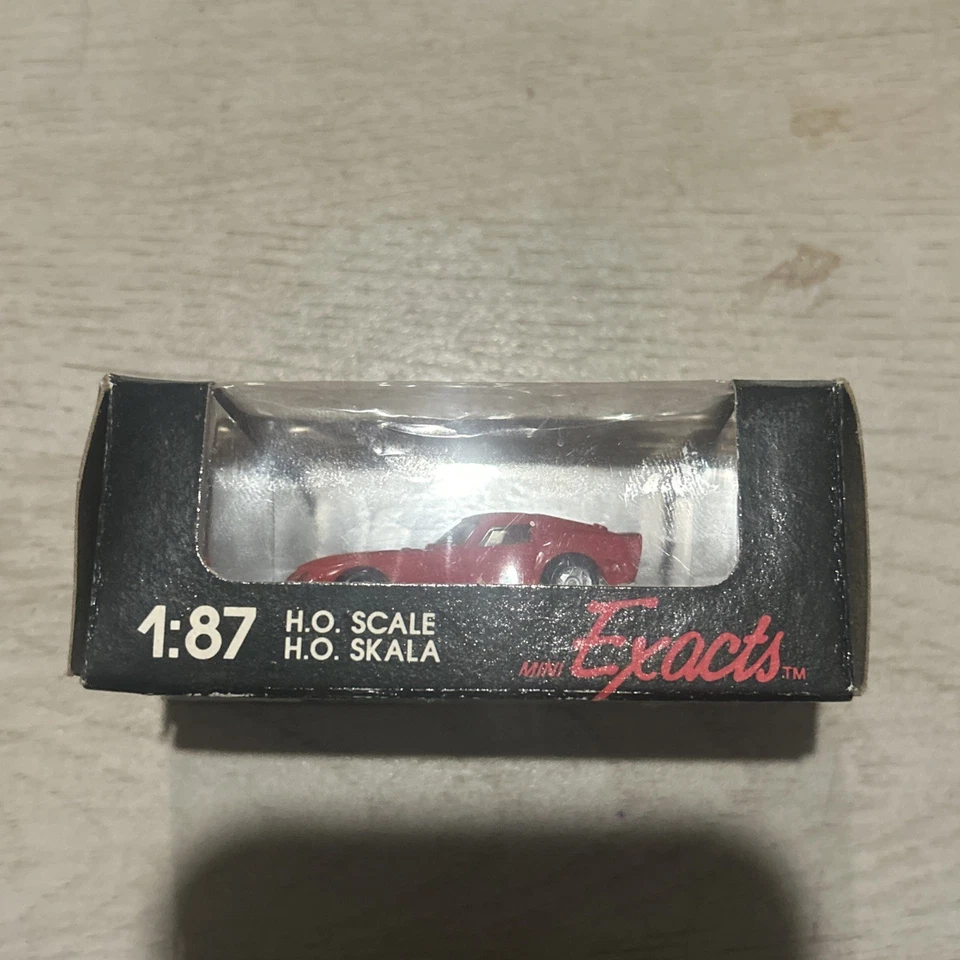 1:87
H.O. SCALE
H.O. SKALA
MINI Exacts™